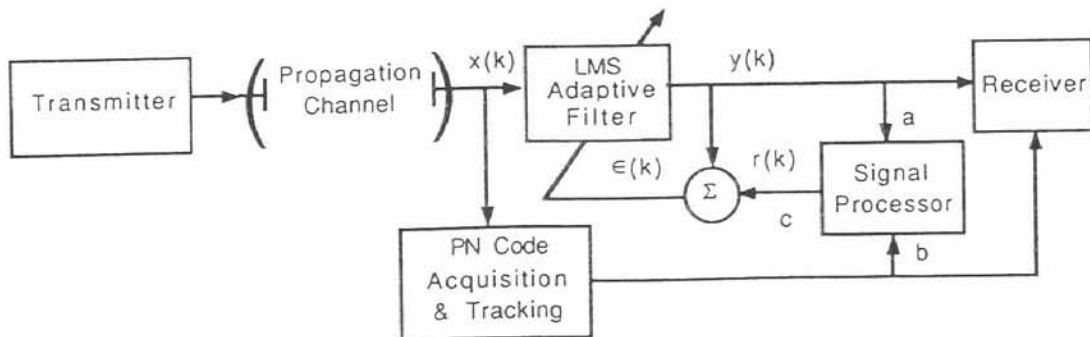 Transmitter
Propagation
Channel
x(k)
LMS
Adaptive
Filter
y(k)
Receiver
a
∈(k)
Σ
r(k)
c
Signal
Processor
b
PN Code
Acquisition
& Tracking